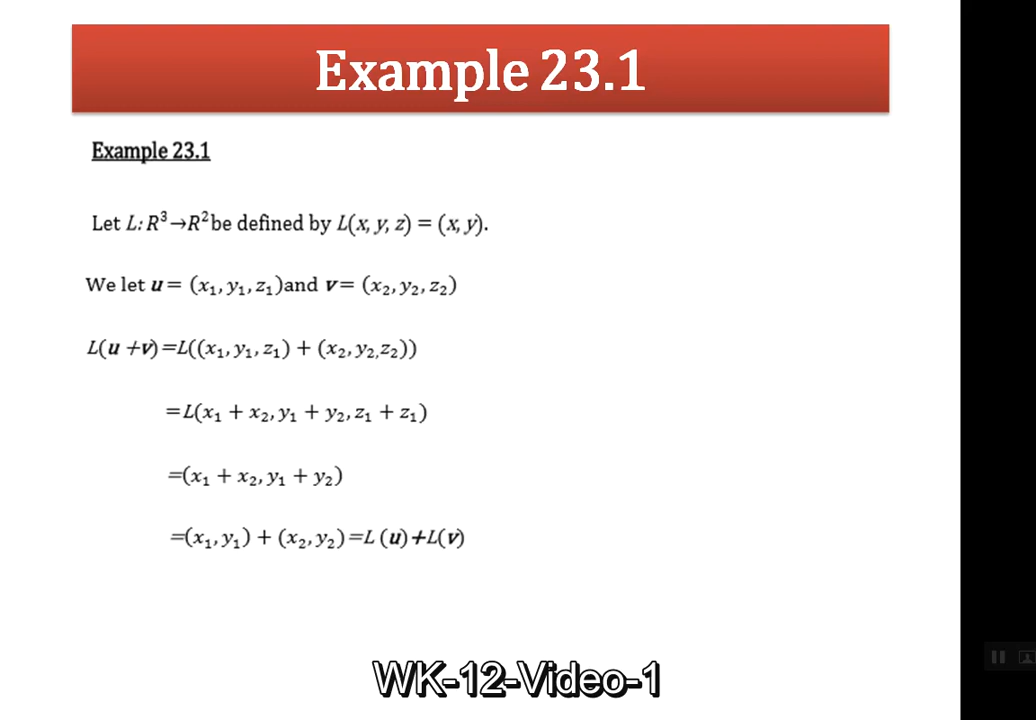 Example 23.1
Example 23.1
Let L: R³→R²be defined by L(x, y, z) = (x, y).
We let u= (x₁, y₁, z₁)and v= (x₂, y₂, z₂)
L(u +v)=L((x₁, y₁, z₁) + (x₂, y₂,z₂))
=L(x₁ + x₂, y₁ + y₂, z₁ + z₁)
=(x₁ + x₂, y₁ + y₂)
=(x₁, y₁) + (x₂, y₂)=L (u)+L(v)
WK-12-Video-1